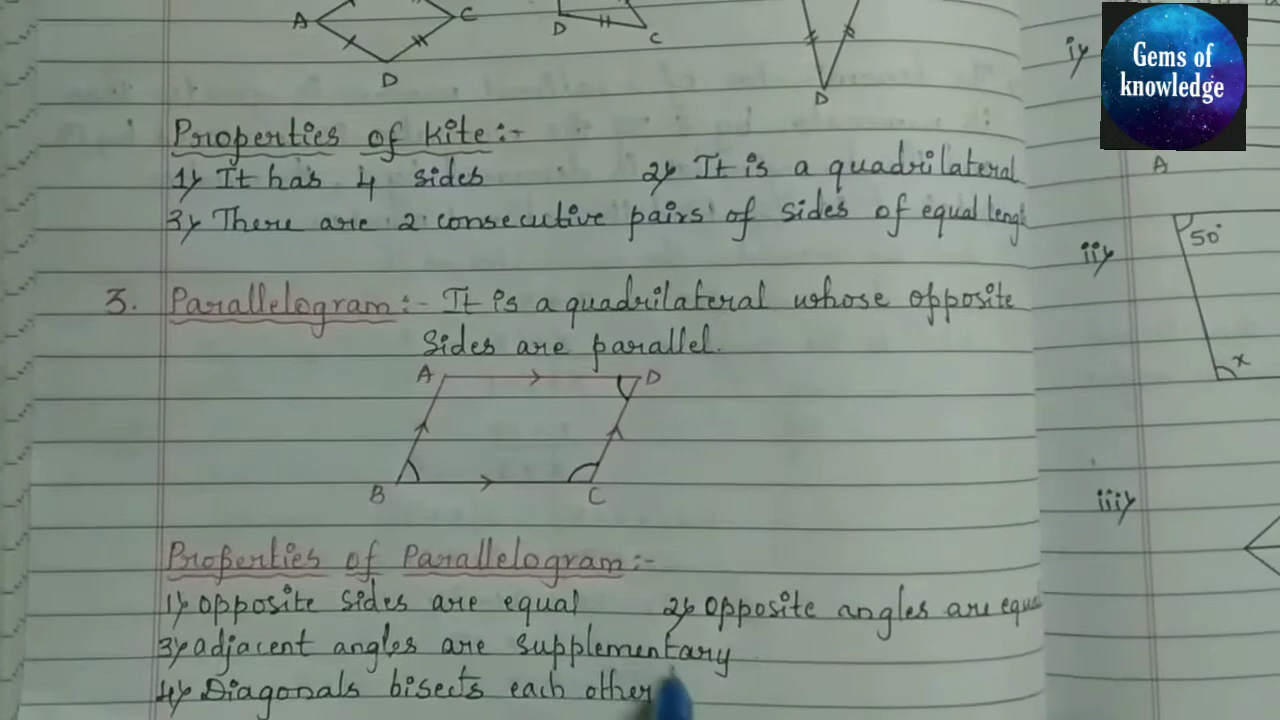 A
C
D
D
C
D
Properties of Kite:-
1) It has 4 sides 2) It is a quadrilateral
3) There are 2 consecutive pairs of sides of equal leng
3. Parallelogram:- It is a quadrilateral whose opposite
Sides are parallel.
A D
B C
Properties of Parallelogram:-
1) opposite sides are equal 2) opposite angles are equa
3) adjacent angles are supplementary
4) Diagonals bisects each other
i)
Gems of
knowledge
A
ii)
50°
x
iii)